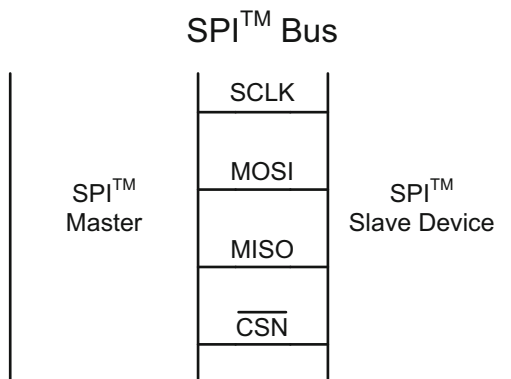 SPI™ Bus
SCLK
MOSI
SPI™
Master
SPI™
Slave Device
MISO
CSN